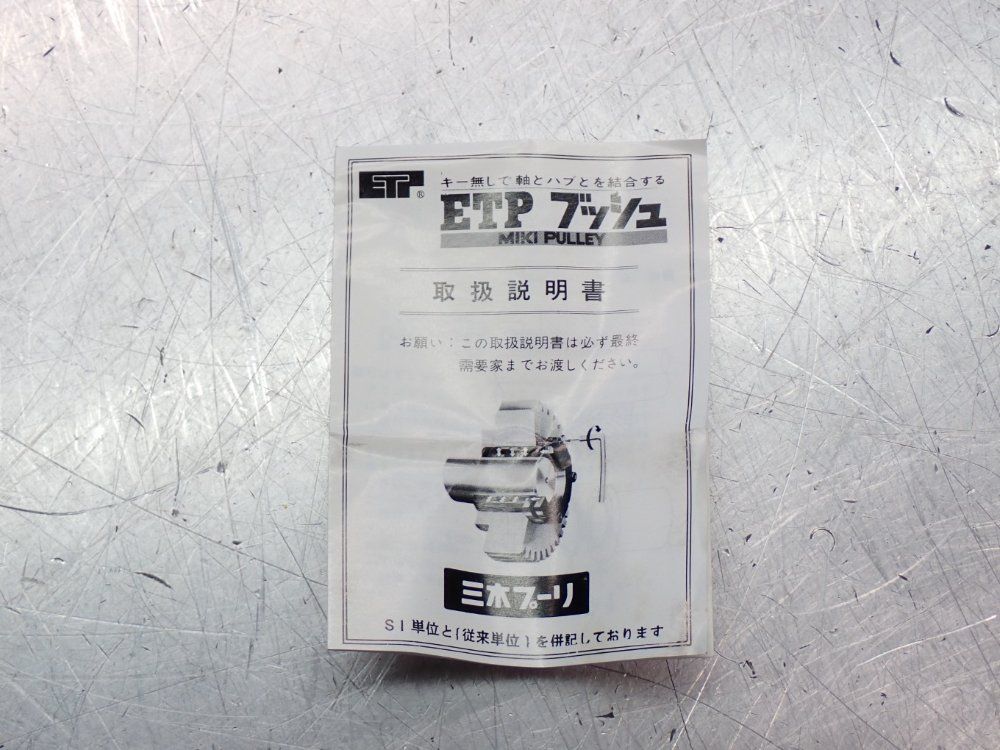 ETP®
キー無しで軸とハブとを結合する
ETP ブッシュ
MIKI PULLEY
取扱説明書
お願い：この取扱説明書は必ず最終
需要家までお渡しください。
三木プーリ
SI単位と{従来単位}を併記しております